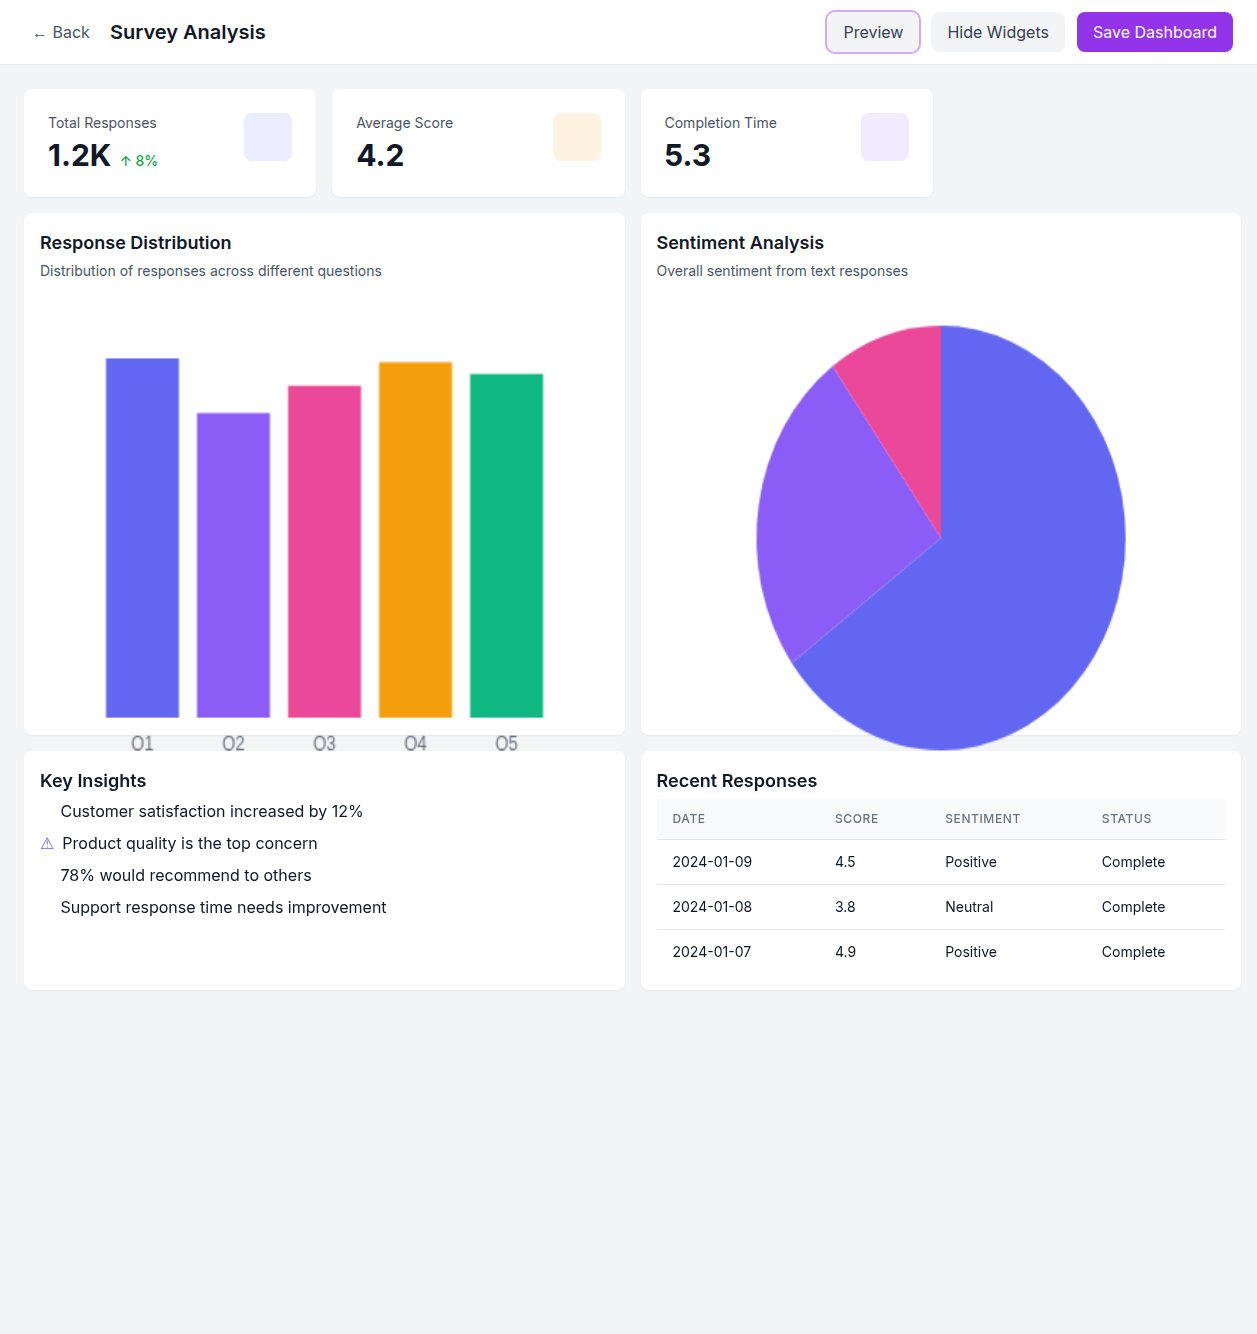 ← Back Survey Analysis Preview Hide Widgets Save Dashboard
Total Responses
1.2K ↑ 8%
Average Score
4.2
Completion Time
5.3
Response Distribution
Distribution of responses across different questions
Q1 Q2 Q3 Q4 Q5
Sentiment Analysis
Overall sentiment from text responses
Key Insights
Customer satisfaction increased by 12%
⚠ Product quality is the top concern
78% would recommend to others
Support response time needs improvement
Recent Responses
DATE SCORE SENTIMENT STATUS
2024-01-09 4.5 Positive Complete
2024-01-08 3.8 Neutral Complete
2024-01-07 4.9 Positive Complete